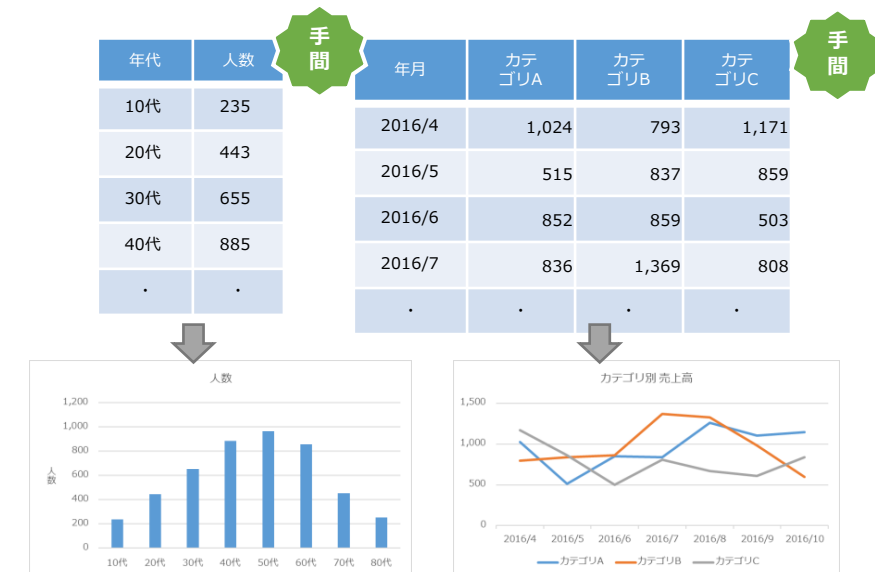 手
間
手
間
年代 人数
10代 235
20代 443
30代 655
40代 885
・ ・
年月 カテ
ゴリA カテ
ゴリB カテ
ゴリC
2016/4 1,024 793 1,171
2016/5 515 837 859
2016/6 852 859 503
2016/7 836 1,369 808
・ ・ ・ ・
人数
1,200
1,000
800
600
400
200
0
人数
10代 20代 30代 40代 50代 60代 70代 80代
カテゴリ別 売上高
1,500
1,000
500
0
2016/4 2016/5 2016/6 2016/7 2016/8 2016/9 2016/10
カテゴリA カテゴリB カテゴリC